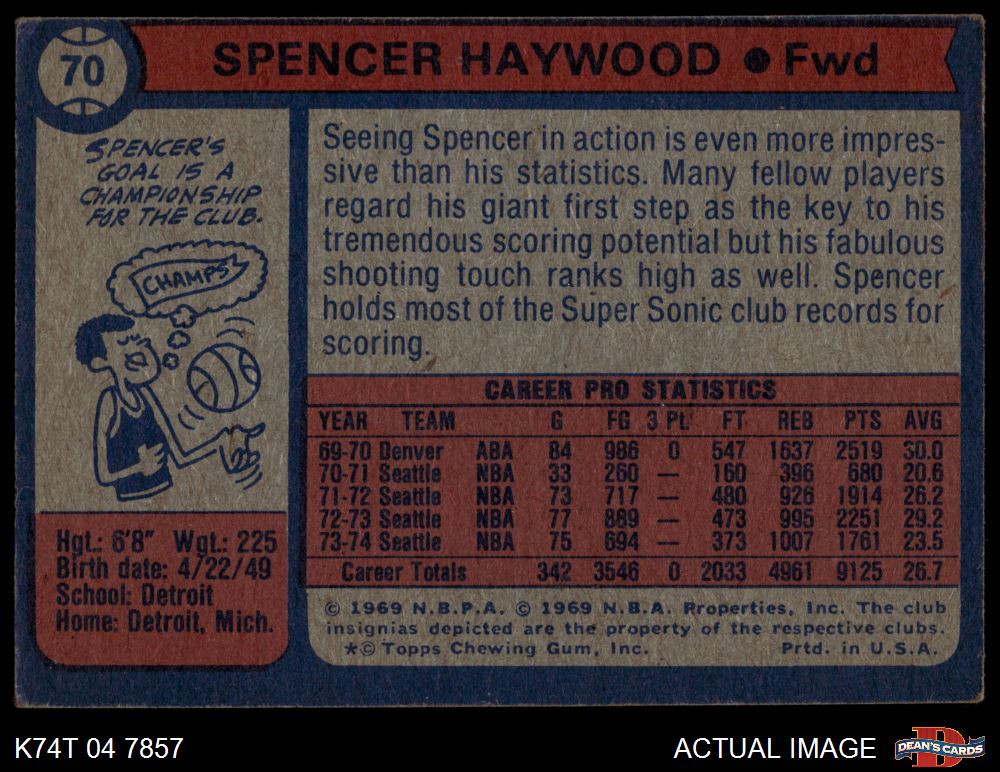 70
SPENCER HAYWOOD ● Fwd
SPENCER'S
GOAL IS A
CHAMPIONSHIP
FOR THE CLUB.
CHAMPS
Hgt.: 6'8" Wgt.: 225
Birth date: 4/22/49
School: Detroit
Home: Detroit, Mich.
Seeing Spencer in action is even more impres-
sive than his statistics. Many fellow players
regard his giant first step as the key to his
tremendous scoring potential but his fabulous
shooting touch ranks high as well. Spencer
holds most of the Super Sonic club records for
scoring.
CAREER PRO STATISTICS
YEAR TEAM G FG 3 Pt. FT REB PTS AVG
69-70 Denver ABA 84 986 0 547 1637 2519 30.0
70-71 Seattle NBA 33 260 — 160 396 680 20.6
71-72 Seattle NBA 73 717 — 480 926 1914 26.2
72-73 Seattle NBA 77 889 — 473 995 2251 29.2
73-74 Seattle NBA 75 694 — 373 1007 1761 23.5
Career Totals 342 3546 0 2033 4961 9125 26.7
© 1969 N.B.P.A. © 1969 N.B.A. Properties, Inc. The club
insignias depicted are the property of the respective clubs.
*© Topps Chewing Gum, Inc. Prtd. in U.S.A.
K74T 04 7857
ACTUAL IMAGE
D
DEAN'S CARDS